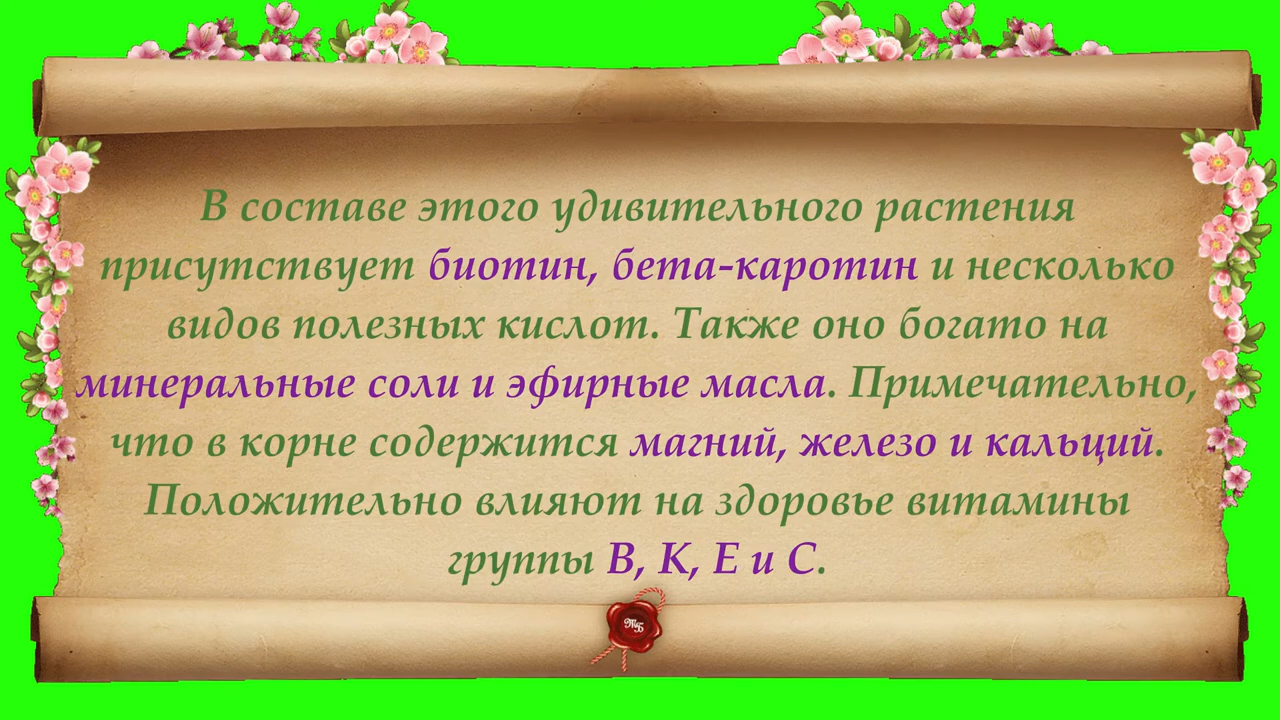 В составе этого удивительного растения
присутствует биотин, бета-каротин и несколько
видов полезных кислот. Также оно богато на
минеральные соли и эфирные масла. Примечательно,
что в корне содержится магний, железо и кальций.
Положительно влияют на здоровье витамины
группы В, К, Е и С.
ЖБ